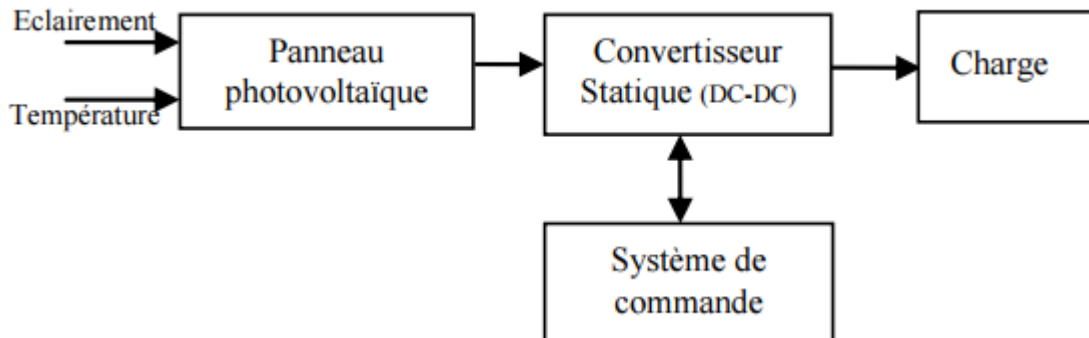 Eclairement
Température
Panneau
photovoltaïque
Convertisseur
Statique (DC-DC)
Charge
Système de
commande